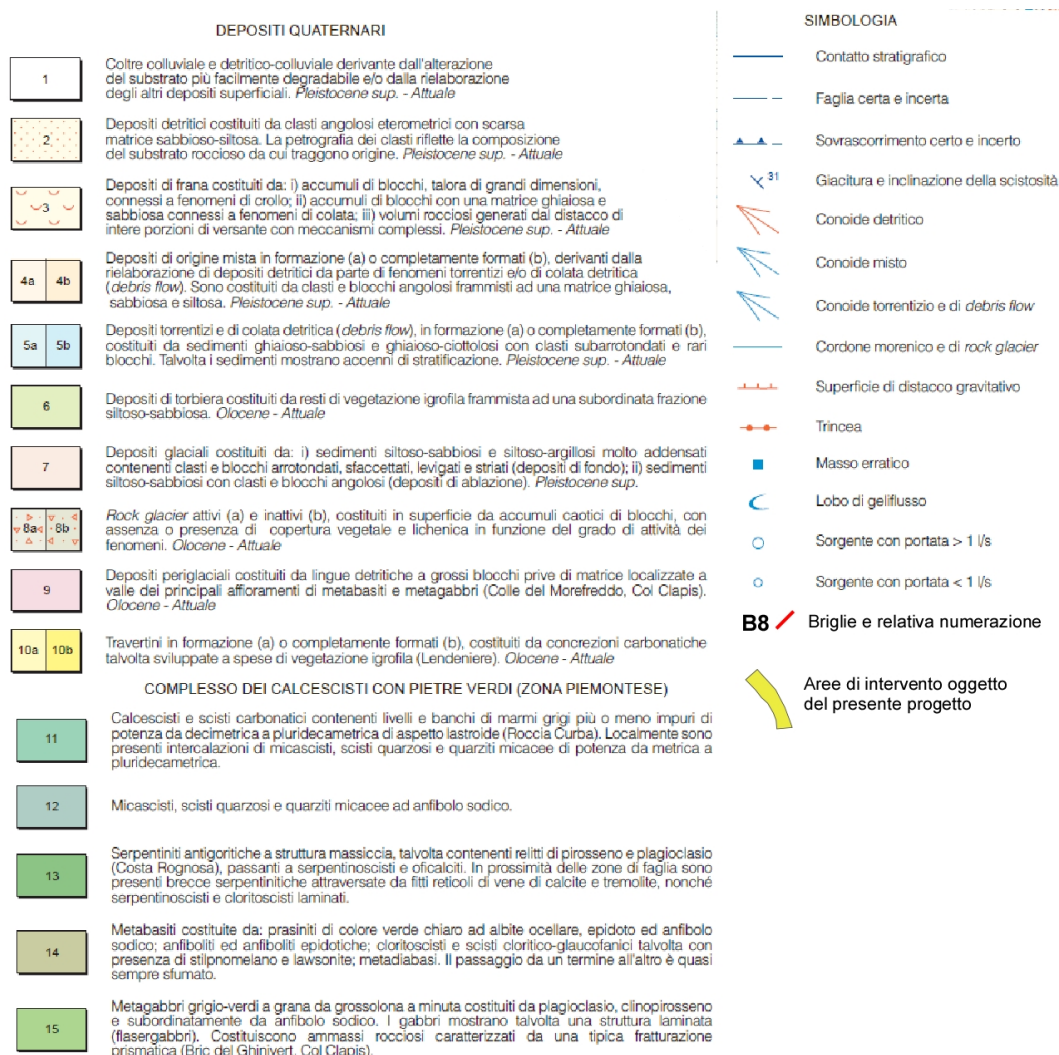 DEPOSITI QUATERNARI
1
Coltre colluviale e detritico-colluviale derivante dall'alterazione
del substrato più facilmente degradabile e/o dalla rielaborazione
degli altri depositi superficiali. Pleistocene sup. - Attuale
2
Depositi detritici costituiti da clasti angolosi eterometrici con scarsa
matrice sabbioso-siltosa. La petrografia dei clasti riflette la composizione
del substrato roccioso da cui traggono origine. Pleistocene sup. - Attuale
3
Depositi di frana costituiti da: i) accumuli di blocchi, talora di grandi dimensioni,
connessi a fenomeni di crollo; ii) accumuli di blocchi con una matrice ghiaiosa e
sabbiosa connessi a fenomeni di colata; iii) volumi rocciosi generati dal distacco di
intere porzioni di versante con meccanismi complessi. Pleistocene sup. - Attuale
4a 4b
Depositi di origine mista in formazione (a) o completamente formati (b), derivanti dalla
rielaborazione di depositi detritici da parte di fenomeni torrentizi e/o di colata detritica
(debris flow). Sono costituiti da clasti e blocchi angolosi frammisti ad una matrice ghiaiosa,
sabbiosa e siltosa. Pleistocene sup. - Attuale
5a 5b
Depositi torrentizi e di colata detritica (debris flow), in formazione (a) o completamente formati (b),
costituiti da sedimenti ghiaioso-sabbiosi e ghiaioso-ciottolosi con clasti subarrotondati e rari
blocchi. Talvolta i sedimenti mostrano accenni di stratificazione. Pleistocene sup. - Attuale
6
Depositi di torbiera costituiti da resti di vegetazione igrofila frammista ad una subordinata frazione
siltoso-sabbiosa. Olocene - Attuale
7
Depositi glaciali costituiti da: i) sedimenti siltoso-sabbiosi e siltoso-argillosi molto addensati
contenenti clasti e blocchi arrotondati, sfaccettati, levigati e striati (depositi di fondo); ii) sedimenti
siltoso-sabbiosi con clasti e blocchi angolosi (depositi di ablazione). Pleistocene sup.
8a 8b
Rock glacier attivi (a) e inattivi (b), costituiti in superficie da accumuli caotici di blocchi, con
assenza o presenza di copertura vegetale e lichenica in funzione del grado di attività dei
fenomeni. Olocene - Attuale
9
Depositi periglaciali costituiti da lingue detritiche a grossi blocchi prive di matrice localizzate a
valle dei principali affioramenti di metabasiti e metagabbri (Colle del Morefreddo, Col Clapis).
Olocene - Attuale
10a 10b
Travertini in formazione (a) o completamente formati (b), costituiti da concrezioni carbonatiche
talvolta sviluppate a spese di vegetazione igrofila (Lendeniere). Olocene - Attuale
COMPLESSO DEI CALCESCISTI CON PIETRE VERDI (ZONA PIEMONTESE)
11
Calcescisti e scisti carbonatici contenenti livelli e banchi di marmi grigi più o meno impuri di
potenza da decimetrica a pluridecametrica di aspetto lastroide (Roccia Curba). Localmente sono
presenti intercalazioni di micascisti, scisti quarzosi e quarziti micacee di potenza da metrica a
pluridecametrica.
12
Micascisti, scisti quarzosi e quarziti micacee ad anfibolo sodico.
13
Serpentiniti antigoritiche a struttura massiccia, talvolta contenenti relitti di pirosseno e plagioclasio
(Costa Rognosa), passanti a serpentinoscisti e oficalciti. In prossimità delle zone di faglia sono
presenti brecce serpentinitiche attraversate da fitti reticoli di vene di calcite e tremolite, nonché
serpentinoscisti e cloritoscisti laminati.
14
Metabasiti costituite da: prasiniti di colore verde chiaro ad albite ocellare, epidoto ed anfibolo
sodico; anfiboliti ed anfiboliti epidotiche; cloritoscisti e scisti cloritico-glaucofanici talvolta con
presenza di stilpnomelano e lawsonite; metadiabasi. Il passaggio da un termine all'altro è quasi
sempre sfumato.
15
Metagabbri grigio-verdi a grana da grossolona a minuta costituiti da plagioclasio, clinopirosseno
e subordinatamente da anfibolo sodico. I gabbri mostrano talvolta una struttura laminata
(flasergabbri). Costituiscono ammassi rocciosi caratterizzati da una tipica fratturazione
prismatica (Bric del Ghinivert, Col Clapis).
SIMBOLOGIA
Contatto stratigrafico
Faglia certa e incerta
Sovrascorrimento certo e incerto
31
Giacitura e inclinazione della scistosità
Conoide detritico
Conoide misto
Conoide torrentizio e di debris flow
Cordone morenico e di rock glacier
Superficie di distacco gravitativo
Trincea
Masso erratico
Lobo di geliflusso
Sorgente con portata > 1 l/s
Sorgente con portata < 1 l/s
B8 Briglie e relativa numerazione
Aree di intervento oggetto
del presente progetto